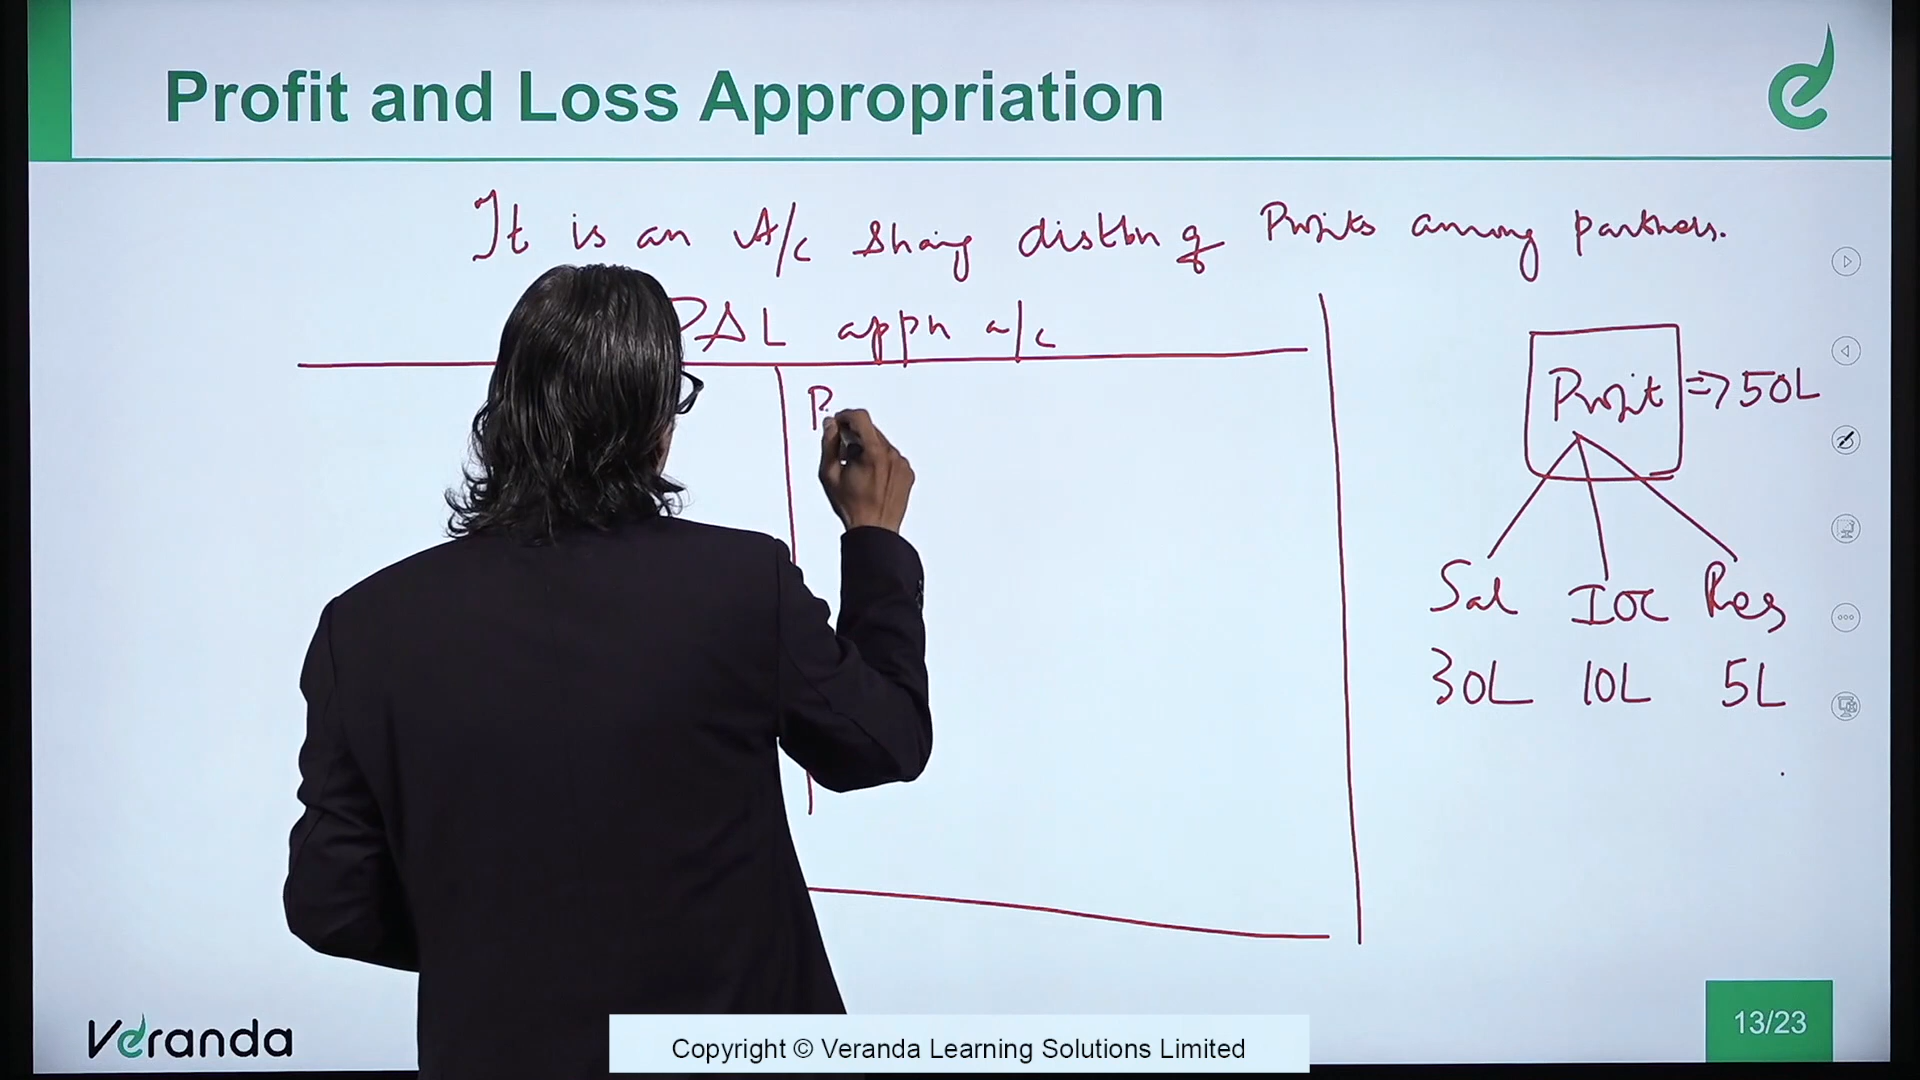 Profit and Loss Appropriation
It is an A/c Shaing distbn of Profits among partners.
P&L appn a/c
P
Profit => 50L
Sal IOC Res
30L 10L 5L
Veranda
Copyright © Veranda Learning Solutions Limited
13/23